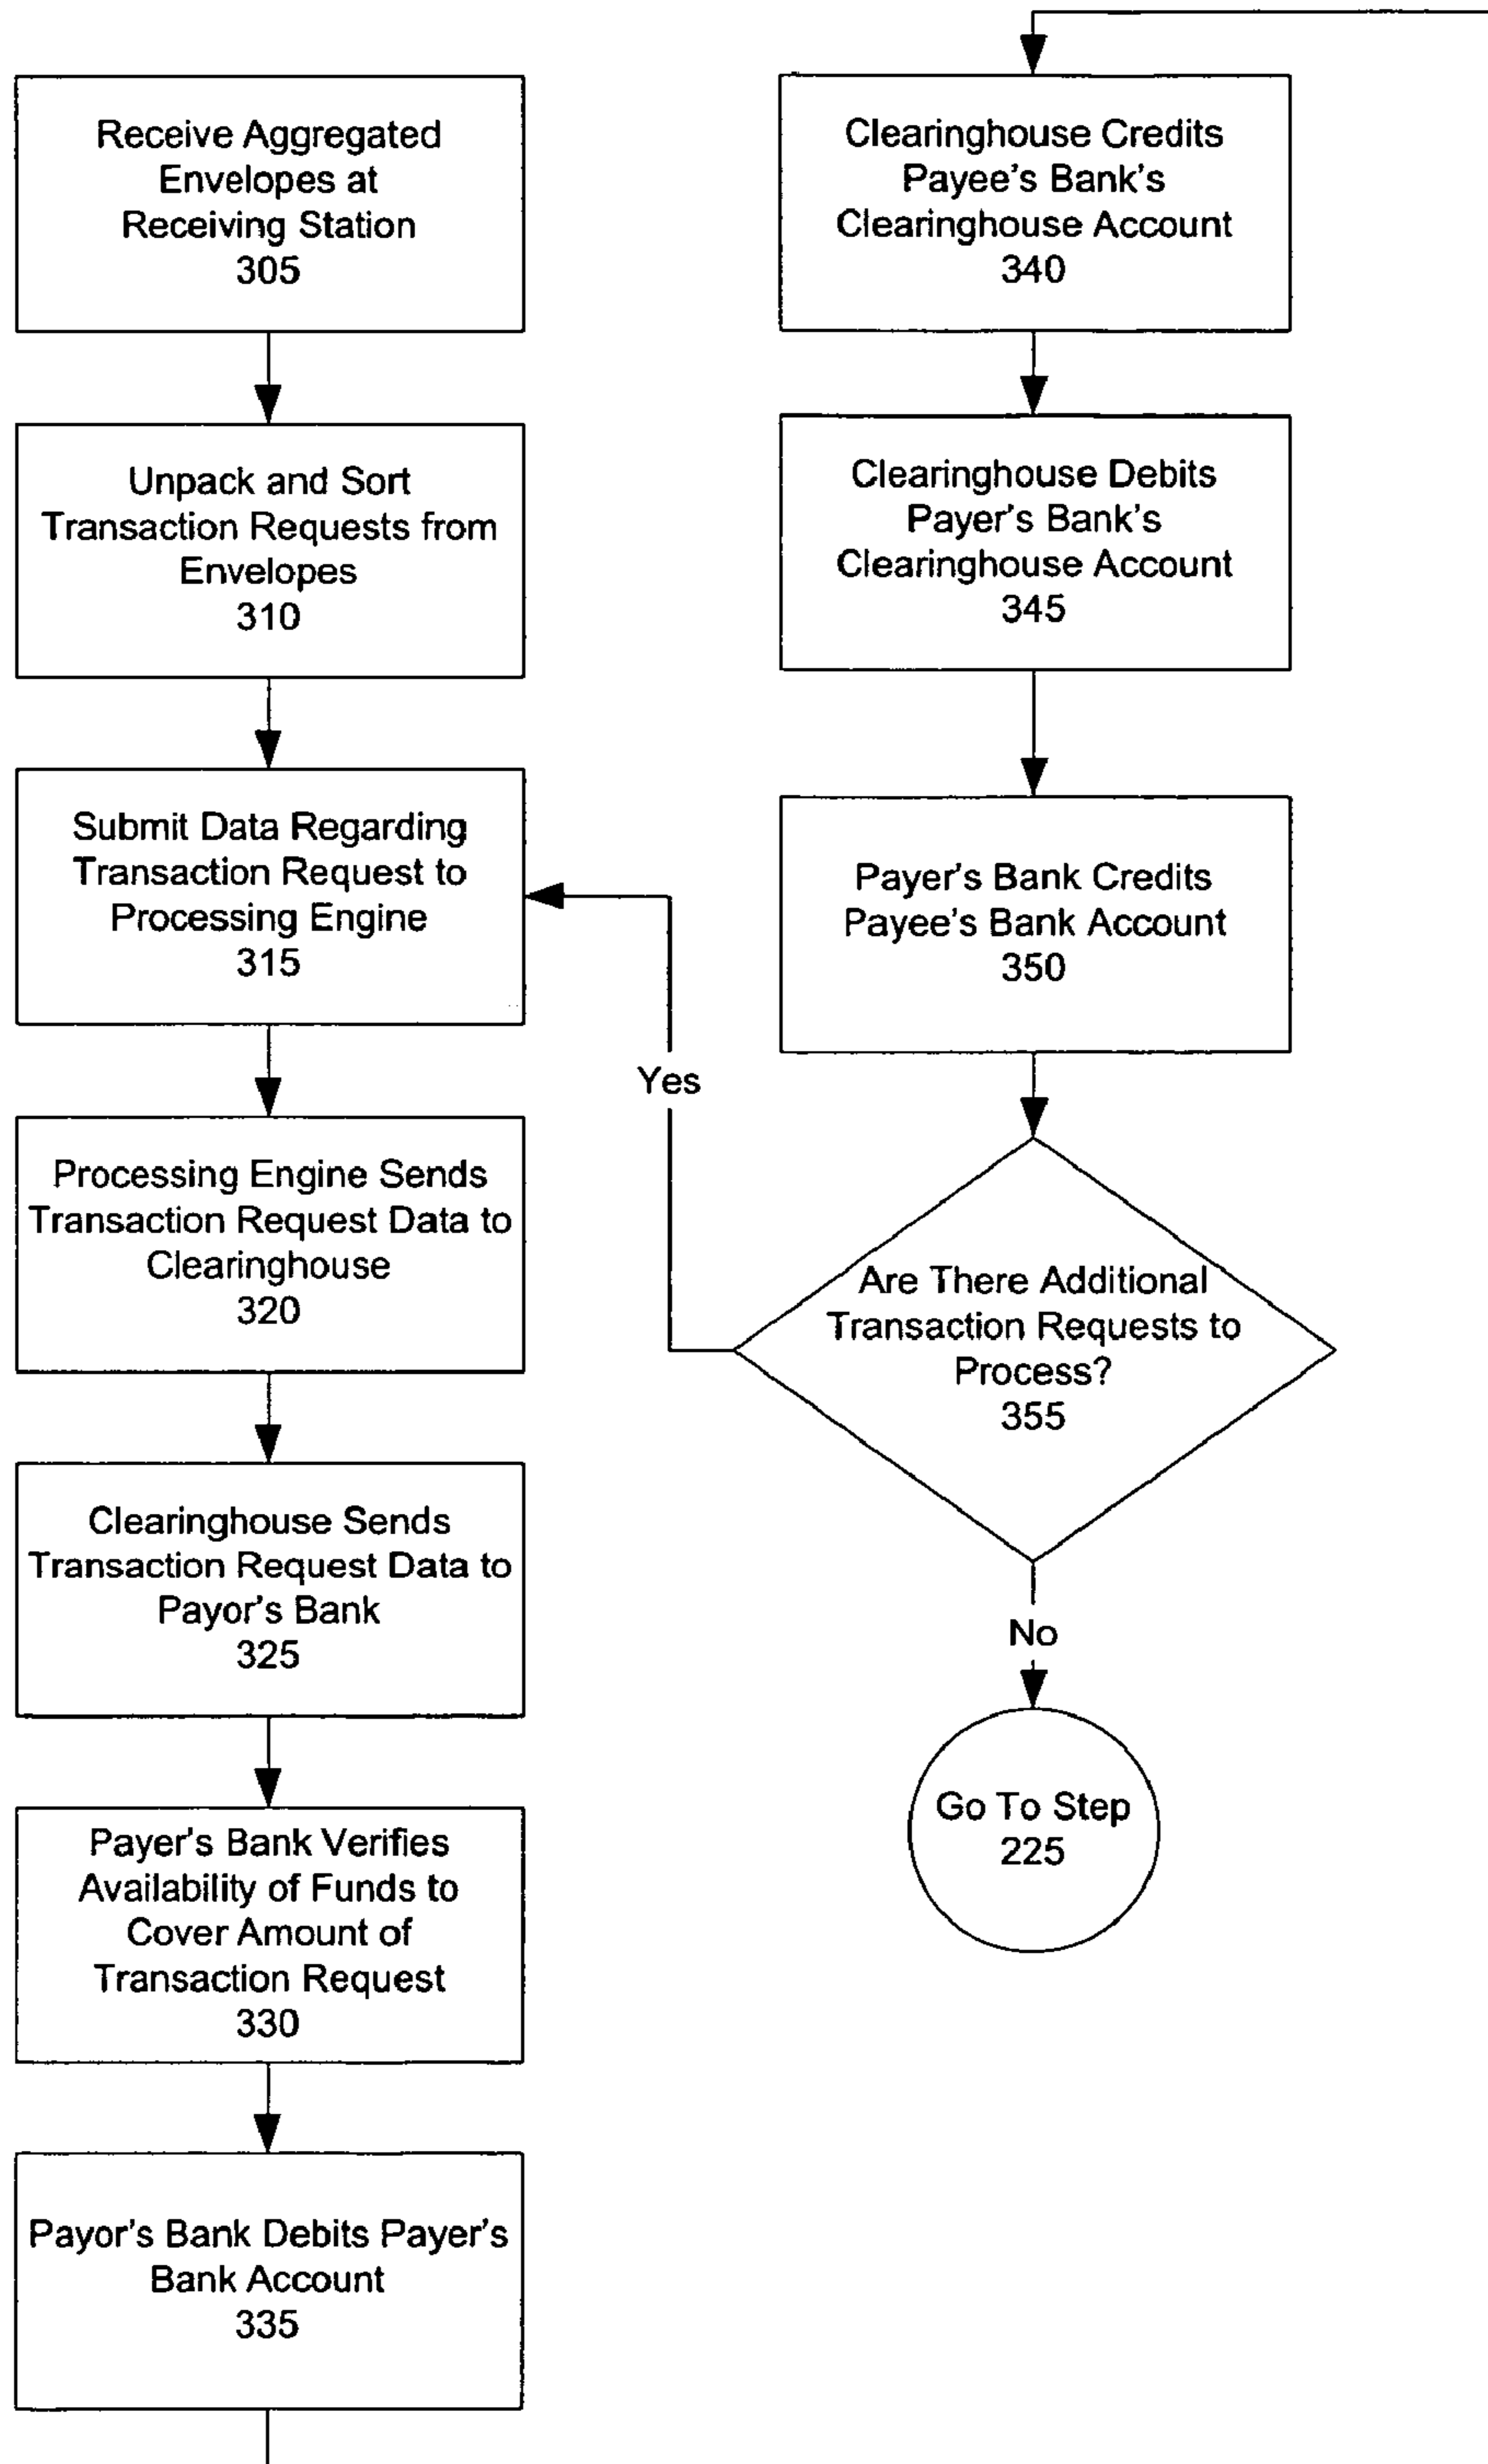 Receive Aggregated
Envelopes at
Receiving Station
305
Unpack and Sort
Transaction Requests from
Envelopes
310
Submit Data Regarding
Transaction Request to
Processing Engine
315
Processing Engine Sends
Transaction Request Data to
Clearinghouse
320
Clearinghouse Sends
Transaction Request Data to
Payor's Bank
325
Payer's Bank Verifies
Availability of Funds to
Cover Amount of
Transaction Request
330
Payor's Bank Debits Payer's
Bank Account
335
Clearinghouse Credits
Payee's Bank's
Clearinghouse Account
340
Clearinghouse Debits
Payer's Bank's
Clearinghouse Account
345
Payer's Bank Credits
Payee's Bank Account
350
Yes
Are There Additional
Transaction Requests to
Process?
355
No
Go To Step
225